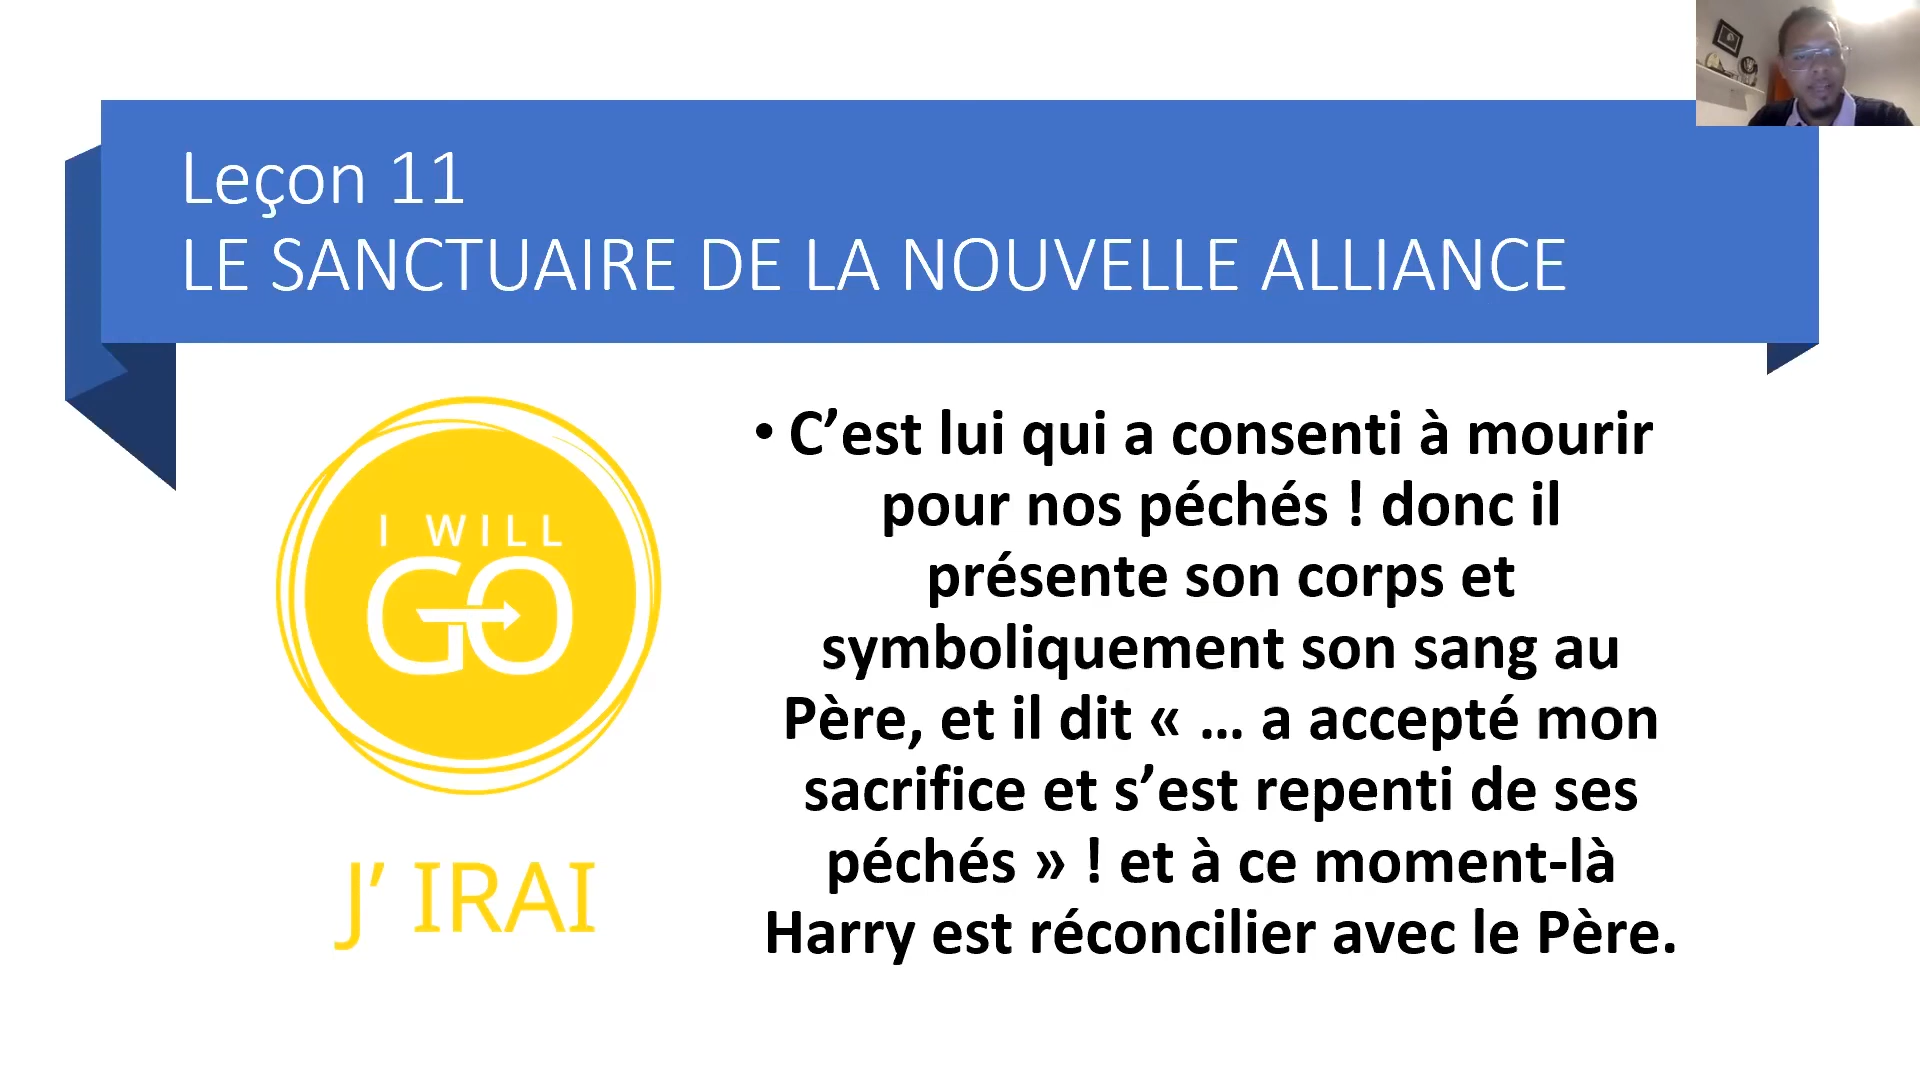 Leçon 11
LE SANCTUAIRE DE LA NOUVELLE ALLIANCE
I WILL
GO
J’ IRAI
• C’est lui qui a consenti à mourir
pour nos péchés ! donc il
présente son corps et
symboliquement son sang au
Père, et il dit « … a accepté mon
sacrifice et s’est repenti de ses
péchés » ! et à ce moment-là
Harry est réconcilier avec le Père.